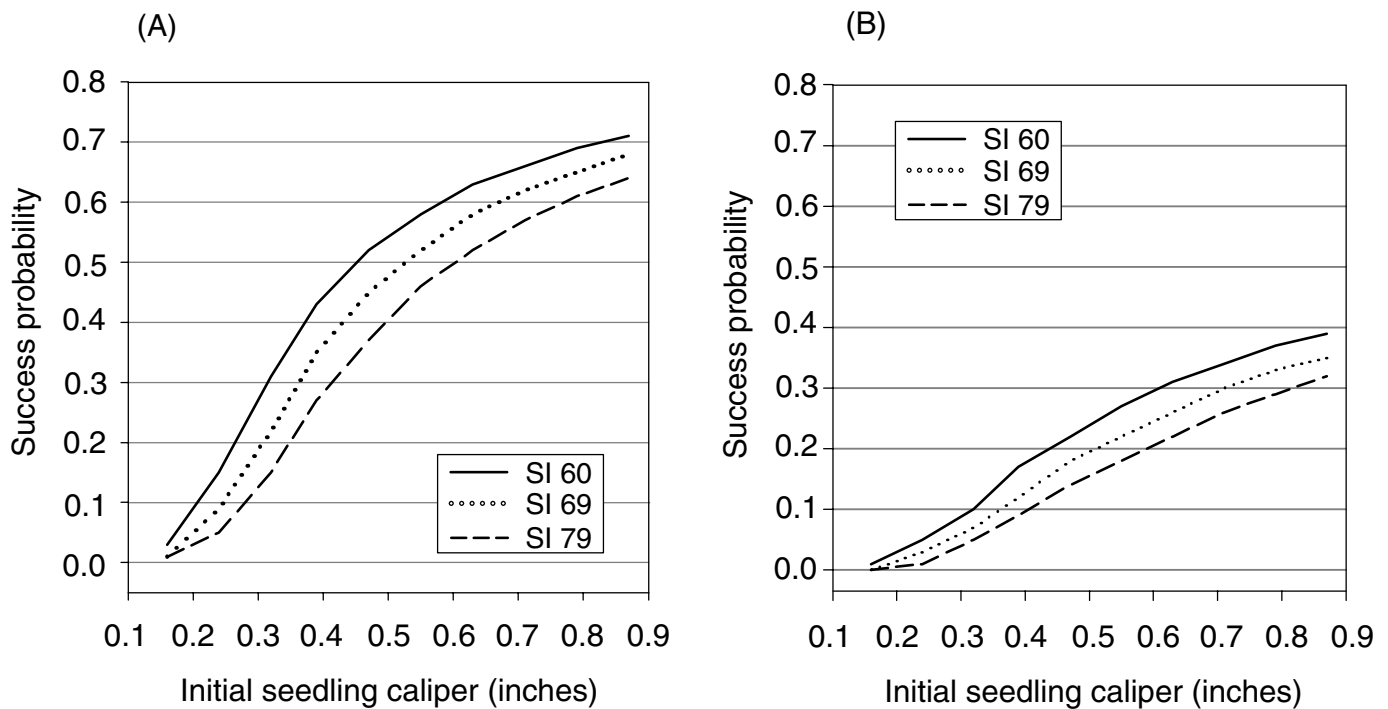 (A)
Success probability
0.8
0.7
0.6
0.5
0.4
0.3
0.2
0.1
0.0
SI 60
SI 69
SI 79
0.1 0.2 0.3 0.4 0.5 0.6 0.7 0.8 0.9
Initial seedling caliper (inches)
(B)
Success probability
0.8
0.7
0.6
0.5
0.4
0.3
0.2
0.1
0.0
SI 60
SI 69
SI 79
0.1 0.2 0.3 0.4 0.5 0.6 0.7 0.8 0.9
Initial seedling caliper (inches)